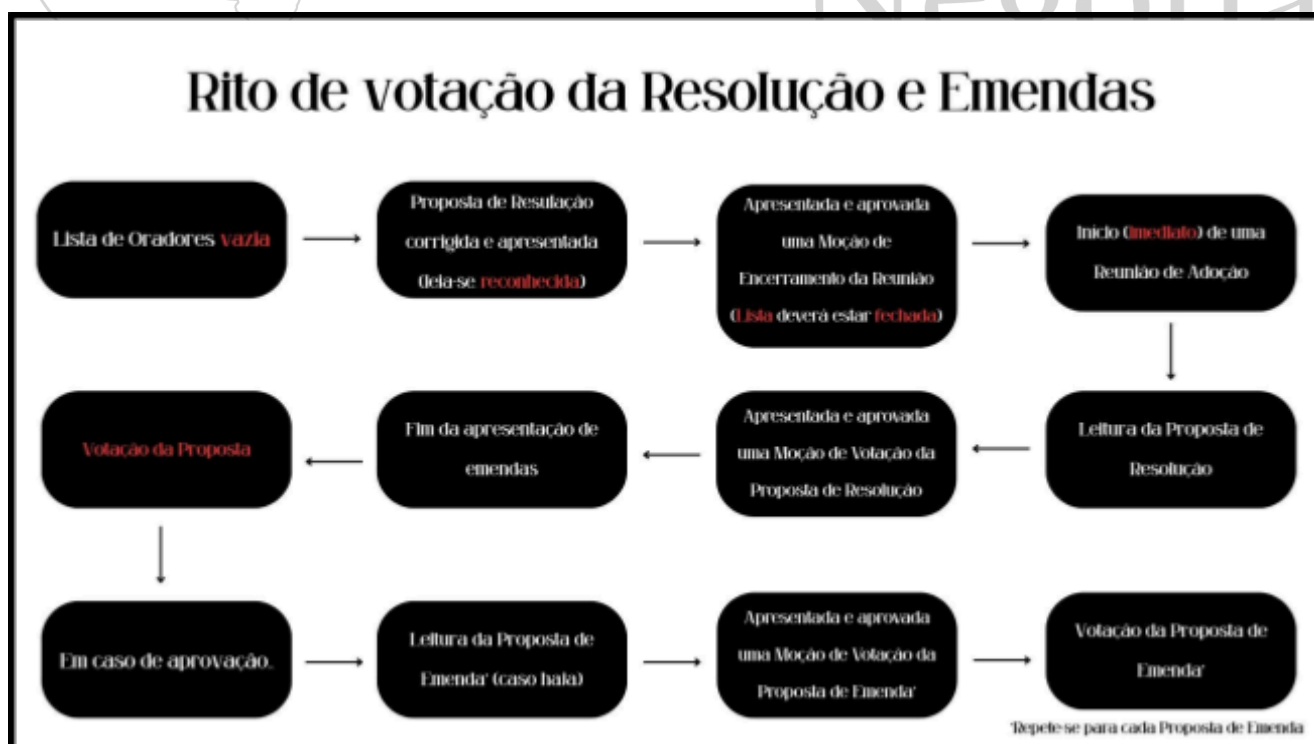 Rito de votação da Resolução e Emendas
Lista de Oradores vazia
Proposta de Resulação
corrigida e apresentada
(leia-se reconhecida)
Apresentada e aprovada
uma Moção de
Encerramento da Reunião
(Lista deverá estar fechada)
Início (imediato) de uma
Reunião de Adoção
Leitura da Proposta de
Resolução
Apresentada e aprovada
uma Moção de Votação da
Proposta de Resolução
Fim da apresentação de
emendas
Votação da Proposta
Em caso de aprovação..
Leitura da Proposta de
Emenda* (caso haja)
Apresentada e aprovada
uma Moção de Votação da
Proposta de Emenda*
Votação da Proposta de
Emenda*
*Repete-se para cada Proposta de Emenda